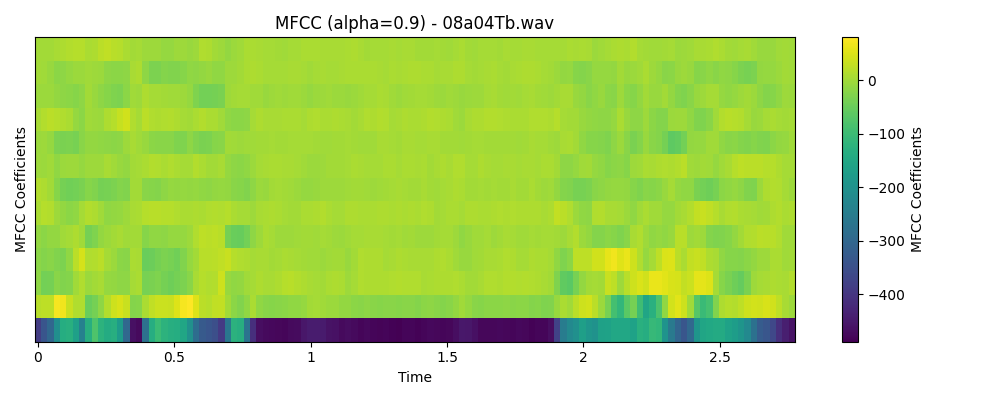 MFCC (alpha=0.9) - 08a04Tb.wav
MFCC Coefficients
0
0.5
1
1.5
2
2.5
Time
0
−100
−200
−300
−400
MFCC Coefficients